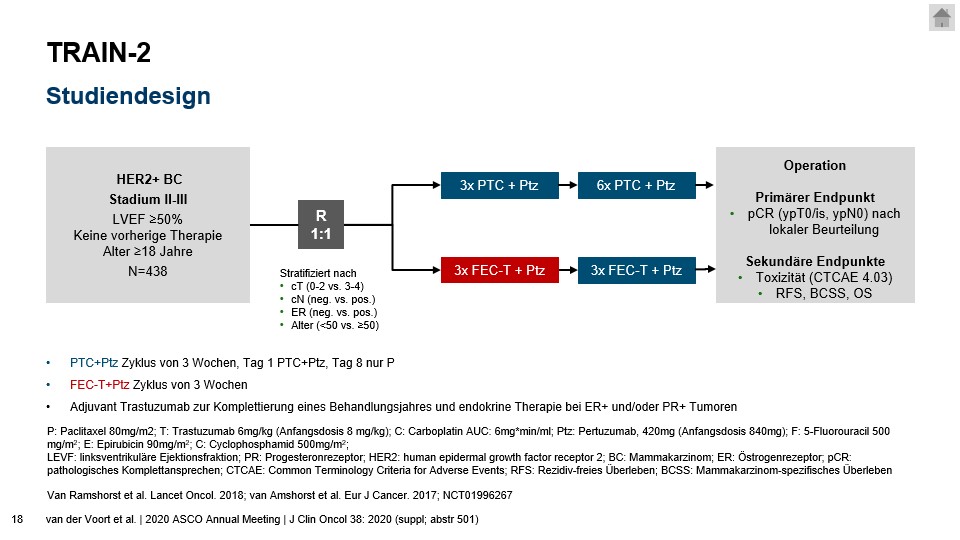 TRAIN-2
Studiendesign
HER2+ BC
Stadium II-III
LVEF ≥50%
Keine vorherige Therapie
Alter ≥18 Jahre
N=438
R
1:1
Stratifiziert nach
• cT (0-2 vs. 3-4)
• cN (neg. vs. pos.)
• ER (neg. vs. pos.)
• Alter (<50 vs. ≥50)
3x PTC + Ptz
6x PTC + Ptz
3x FEC-T + Ptz
3x FEC-T + Ptz
Operation
Primärer Endpunkt
• pCR (ypT0/is, ypN0) nach
lokaler Beurteilung
Sekundäre Endpunkte
• Toxizität (CTCAE 4.03)
• RFS, BCSS, OS
• PTC+Ptz Zyklus von 3 Wochen, Tag 1 PTC+Ptz, Tag 8 nur P
• FEC-T+Ptz Zyklus von 3 Wochen
• Adjuvant Trastuzumab zur Komplettierung eines Behandlungsjahres und endokrine Therapie bei ER+ und/oder PR+ Tumoren
P: Paclitaxel 80mg/m2; T: Trastuzumab 6mg/kg (Anfangsdosis 8 mg/kg); C: Carboplatin AUC: 6mg*min/ml; Ptz: Pertuzumab, 420mg (Anfangsdosis 840mg); F: 5-Fluorouracil 500
mg/m²; E: Epirubicin 90mg/m²; C: Cyclophosphamid 500mg/m²;
LEVF: linksventrikuläre Ejektionsfraktion; PR: Progesteronrezeptor; HER2: human epidermal growth factor receptor 2; BC: Mammakarzinom; ER: Östrogenrezeptor; pCR:
pathologisches Komplettansprechen; CTCAE: Common Terminology Criteria for Adverse Events; RFS: Rezidiv-freies Überleben; BCSS: Mammakarzinom-spezifisches Überleben
Van Ramshorst et al. Lancet Oncol. 2018; van Amshorst et al. Eur J Cancer. 2017; NCT01996267
18 van der Voort et al. | 2020 ASCO Annual Meeting | J Clin Oncol 38: 2020 (suppl; abstr 501)